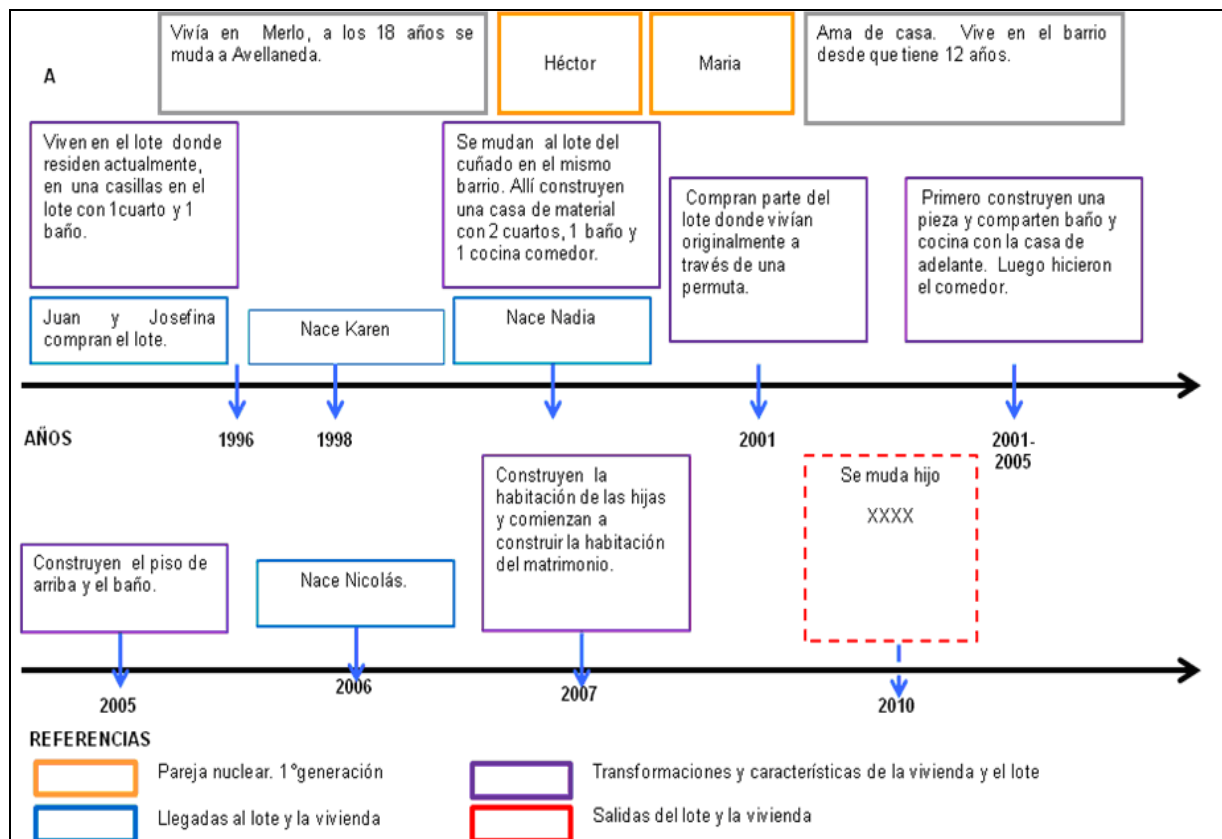 Vivía en Merlo, a los 18 años se
muda a Avellaneda.
Héctor
Maria
Ama de casa. Vive en el barrio
desde que tiene 12 años.
A
Viven en el lote donde
residen actualmente,
en una casillas en el
lote con 1cuarto y 1
baño.
Se mudan al lote del
cuñado en el mismo
barrio. Allí construyen
una casa de material
con 2 cuartos, 1 baño y
1 cocina comedor.
Compran parte del
lote donde vivían
originalmente a
través de una
permuta.
Primero construyen una
pieza y comparten baño y
cocina con la casa de
adelante. Luego hicieron
el comedor.
Juan y Josefina
compran el lote.
Nace Karen
Nace Nadia
AÑOS
1996
1998
2001
2001-
2005
Construyen el piso de
arriba y el baño.
Nace Nicolás.
Construyen la
habitación de las hijas
y comienzan a
construir la habitación
del matrimonio.
Se muda hijo
XXXX
2005
2006
2007
2010
REFERENCIAS
Pareja nuclear. 1°generación
Transformaciones y características de la vivienda y el lote
Llegadas al lote y la vivienda
Salidas del lote y la vivienda